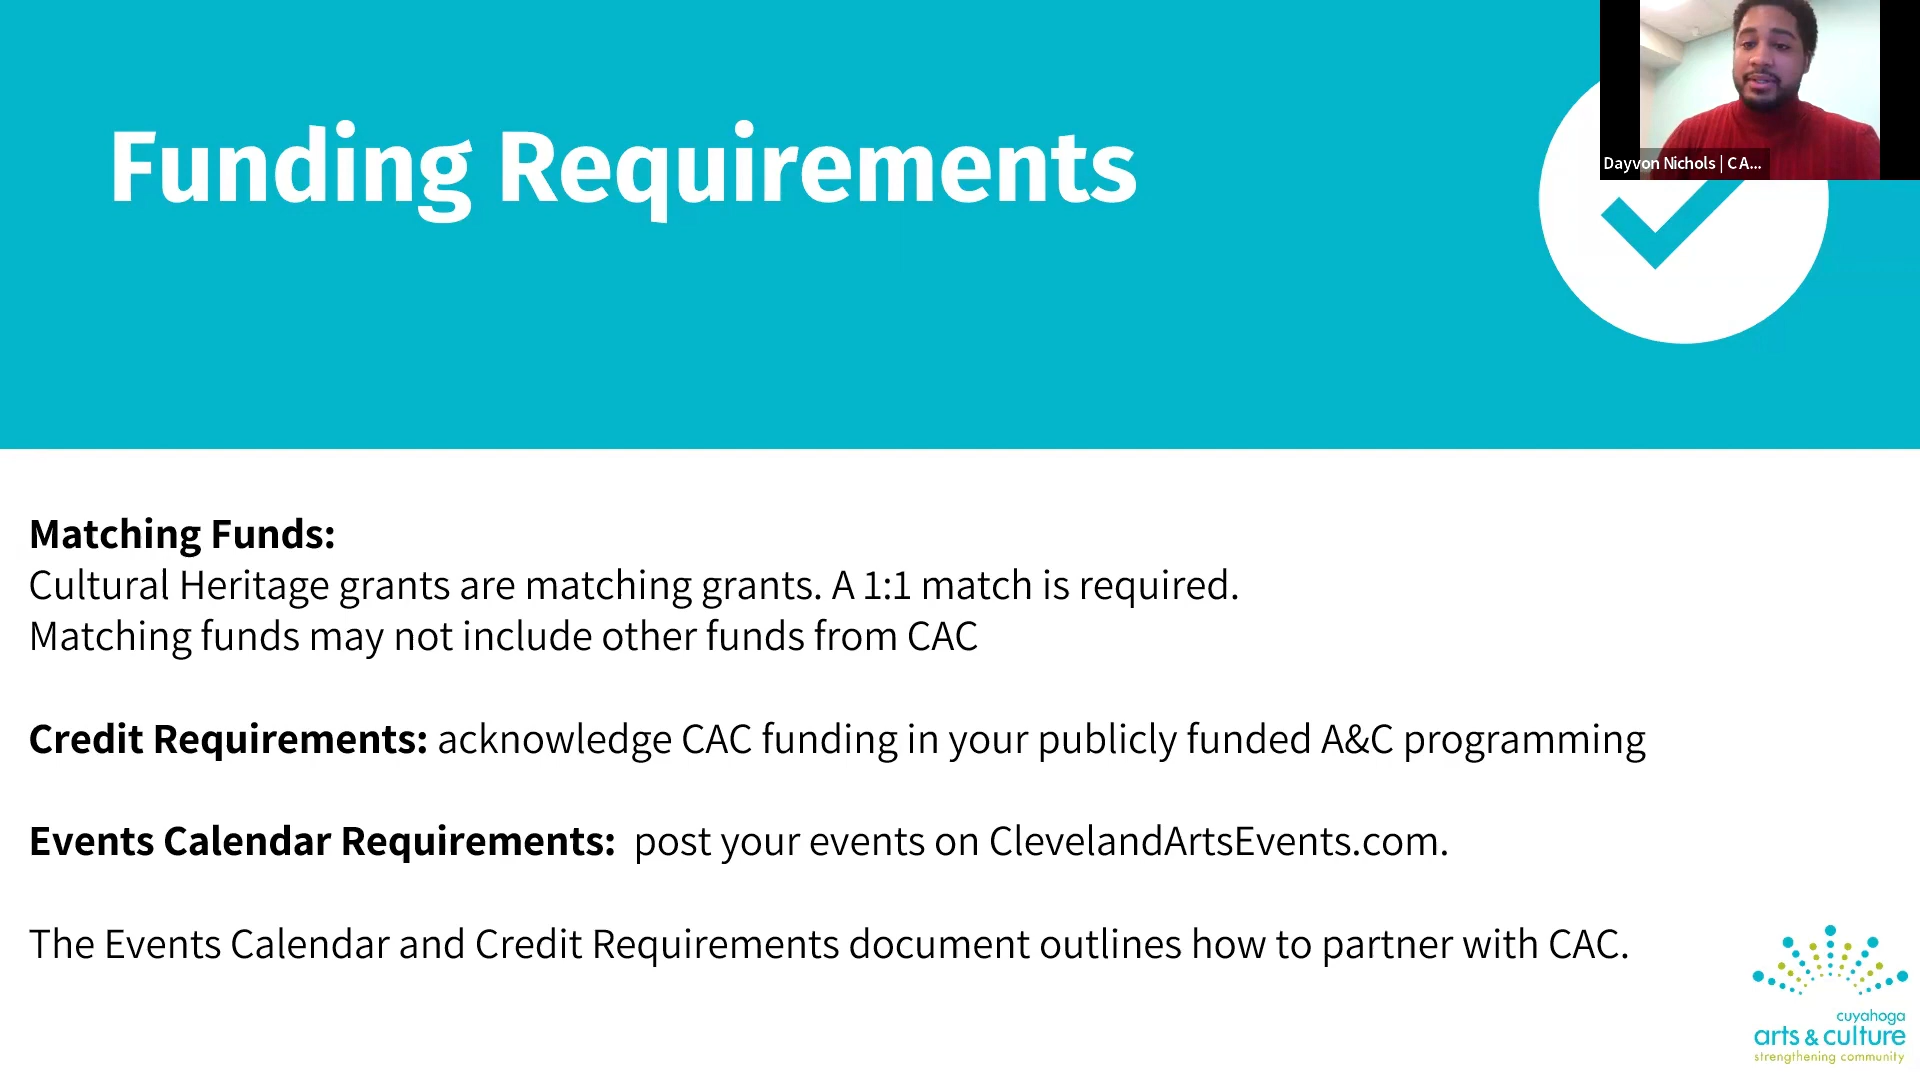 Funding Requirements
Dayvon Nichols | C A...
Matching Funds:
Cultural Heritage grants are matching grants. A 1:1 match is required.
Matching funds may not include other funds from CAC
Credit Requirements: acknowledge CAC funding in your publicly funded A&C programming
Events Calendar Requirements:  post your events on ClevelandArtsEvents.com.
The Events Calendar and Credit Requirements document outlines how to partner with CAC.
cuyahoga
arts & culture
strengthening community